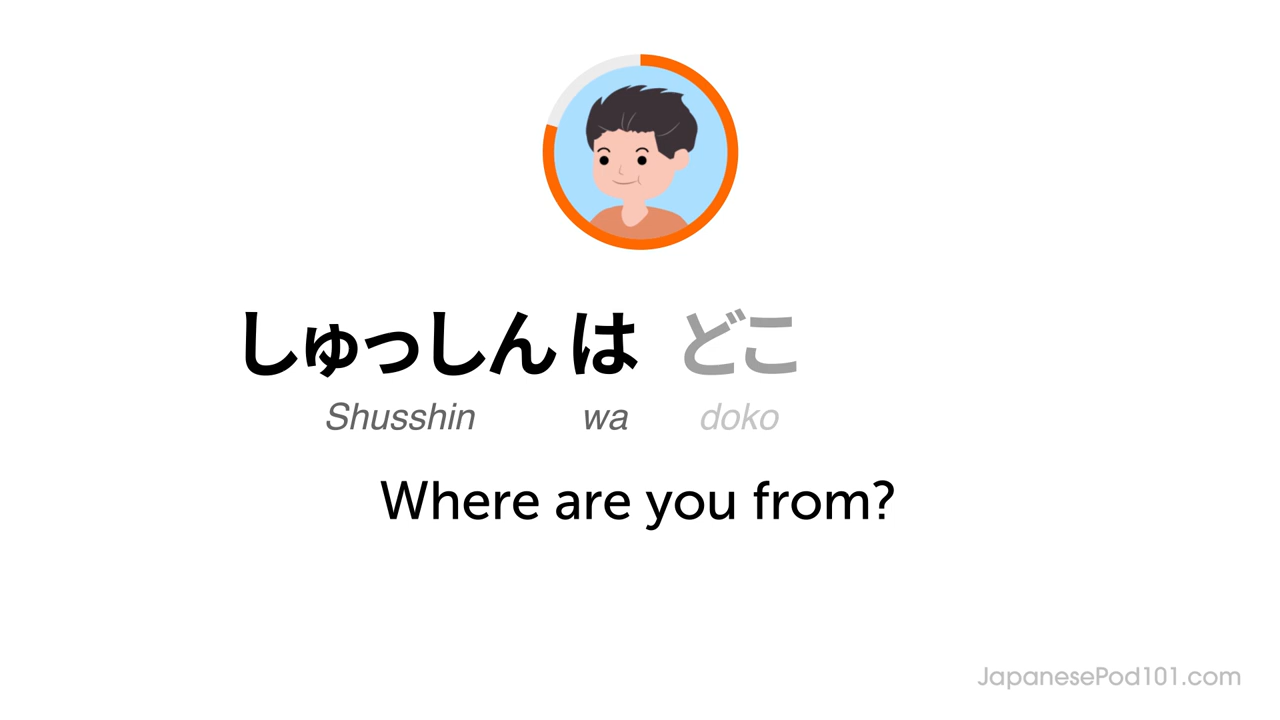 しゅっしん は どこ
Shusshin wa doko
Where are you from?
JapanesePod101.com